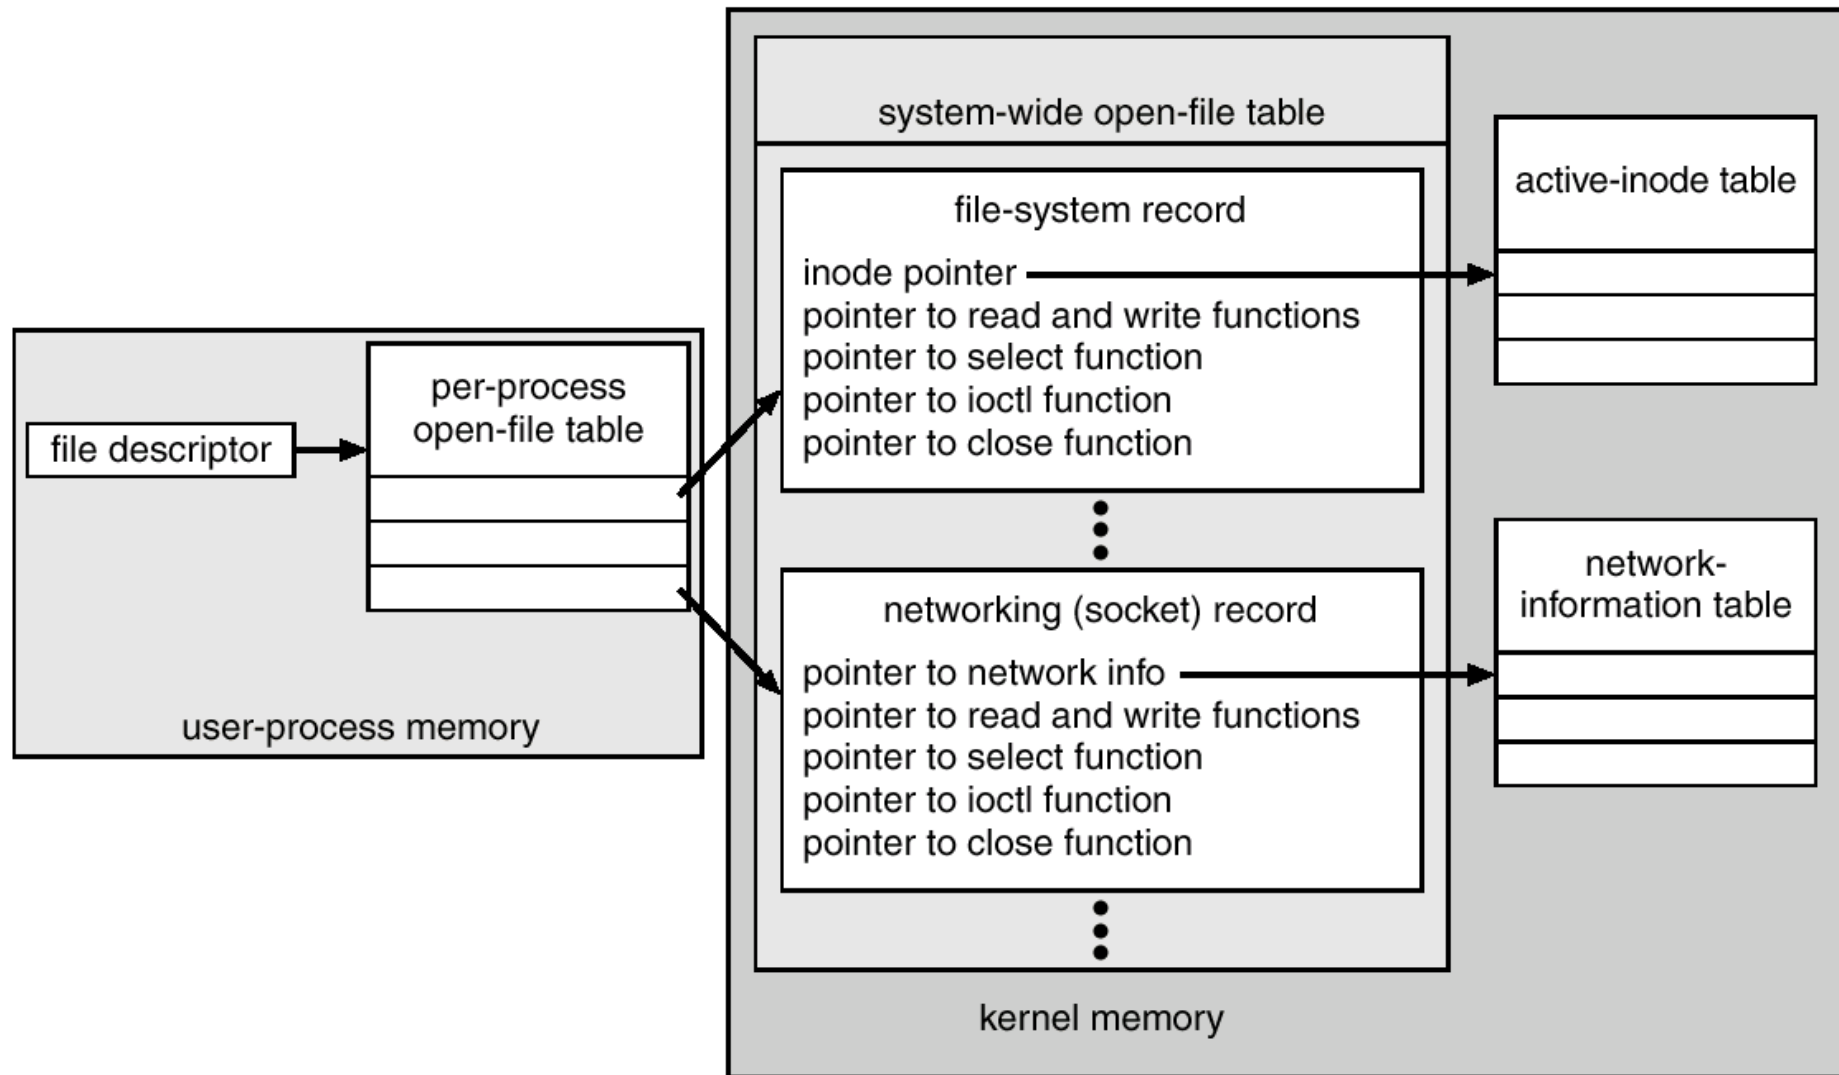 system-wide open-file table
file-system record
inode pointer
pointer to read and write functions
pointer to select function
pointer to ioctl function
pointer to close function
active-inode table
file descriptor
per-process
open-file table
user-process memory
networking (socket) record
pointer to network info
pointer to read and write functions
pointer to select function
pointer to ioctl function
pointer to close function
network-
information table
kernel memory